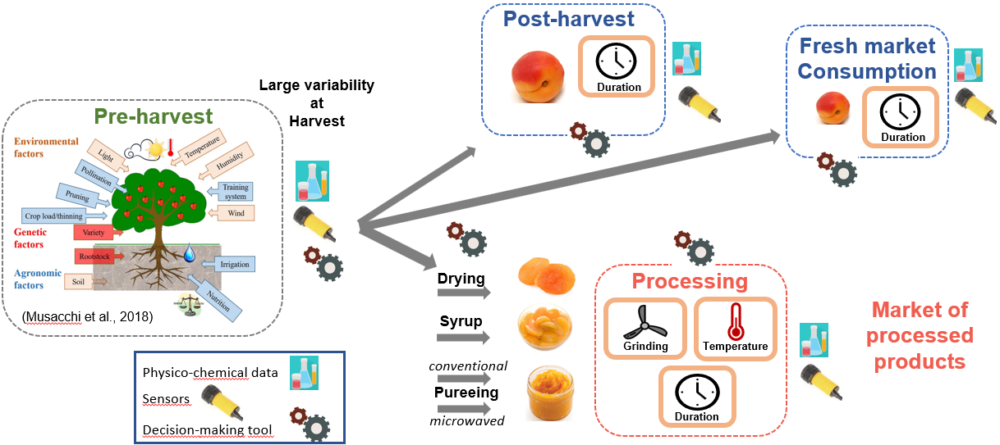 Pre-harvest
Environmental
factors
Light
Temperature
Humidity
Pollination
Pruning
Training
system
Crop load/thinning
Wind
Genetic
factors
Variety
Rootstock
Agronomic
factors
Irrigation
Soil
Nutrition
(Musacchi et al., 2018)
Large variability
at
Harvest
Post-harvest
Duration
Fresh market
Consumption
Duration
Drying
Syrup
conventional
Pureeing
microwaved
Processing
Grinding
Temperature
Duration
Market of
processed
products
Physico-chemical data
Sensors
Decision-making tool